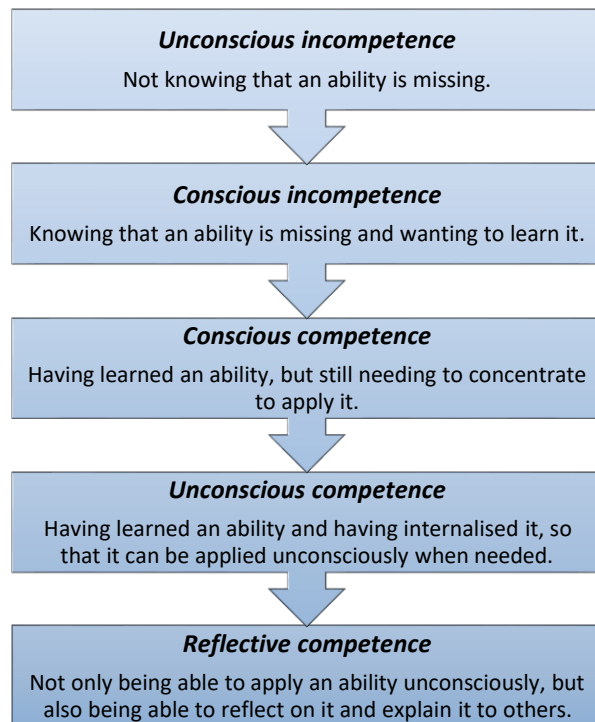 Unconscious incompetence
Not knowing that an ability is missing.
Conscious incompetence
Knowing that an ability is missing and wanting to learn it.
Conscious competence
Having learned an ability, but still needing to concentrate
to apply it.
Unconscious competence
Having learned an ability and having internalised it, so
that it can be applied unconsciously when needed.
Reflective competence
Not only being able to apply an ability unconsciously, but
also being able to reflect on it and explain it to others.